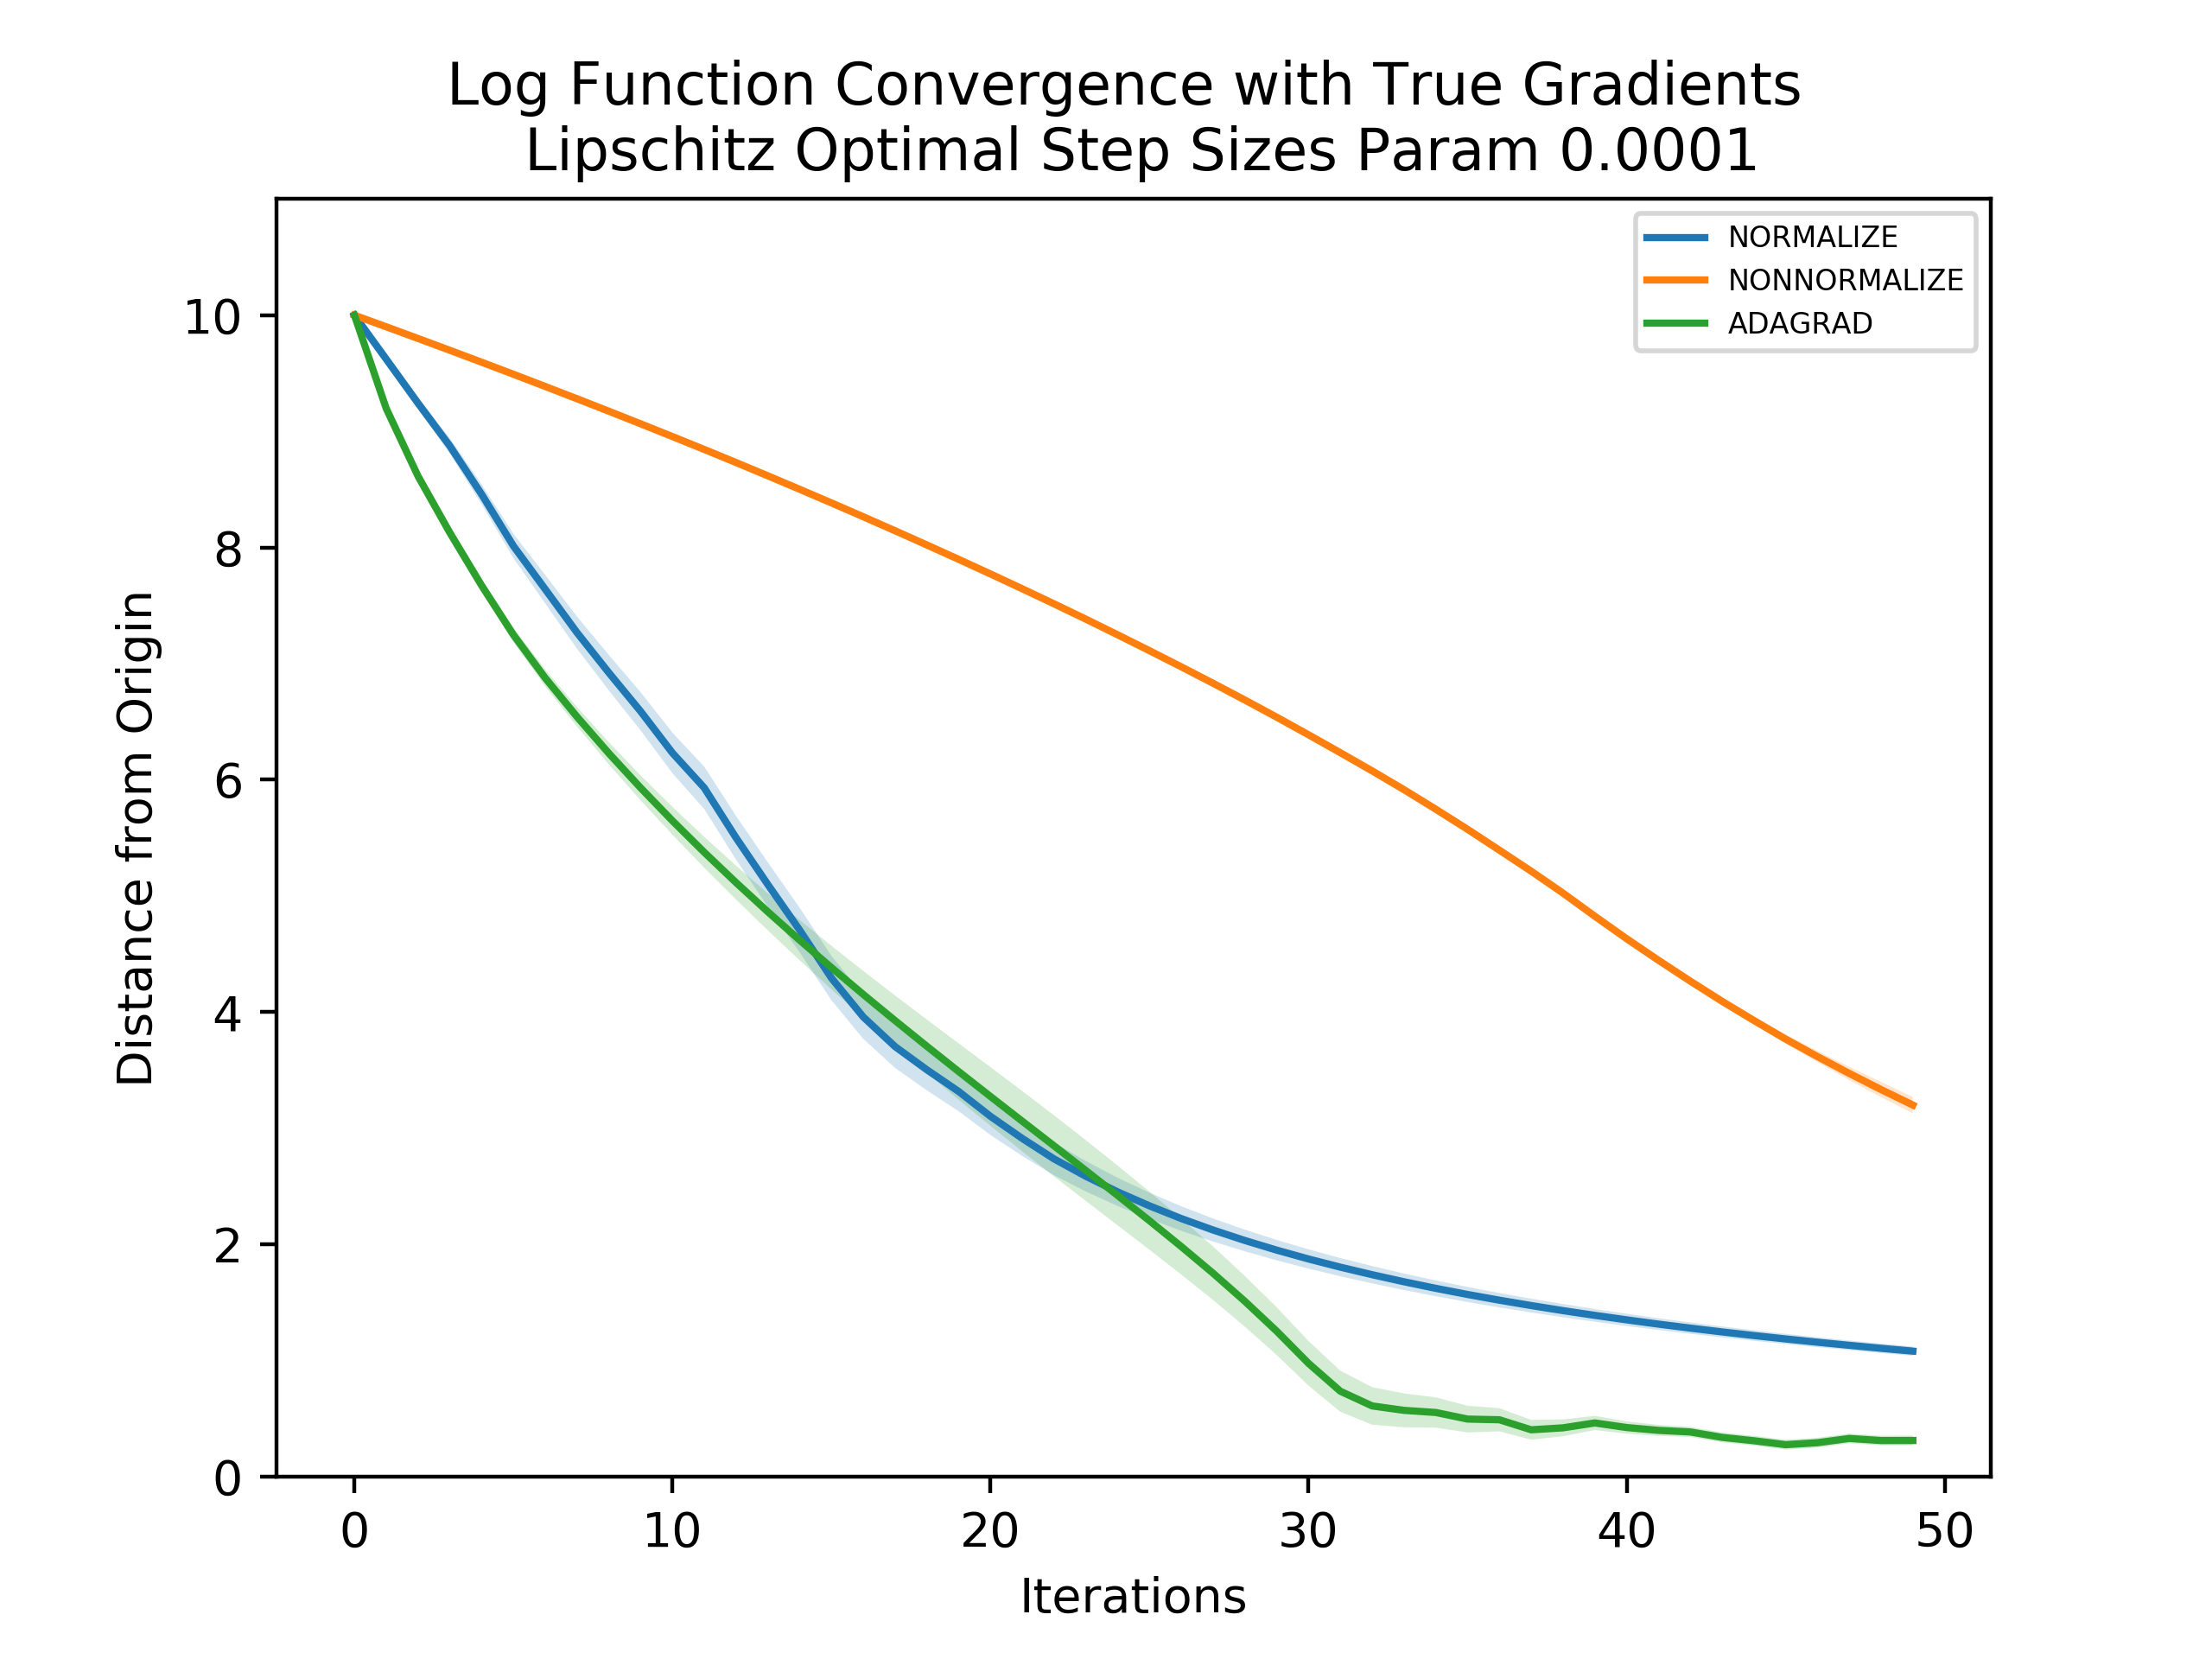 Log Function Convergence with True Gradients
Lipschitz Optimal Step Sizes Param 0.0001
NORMALIZE
NONNORMALIZE
ADAGRAD
Distance from Origin
10
8
6
4
2
0
0 10 20 30 40 50
Iterations